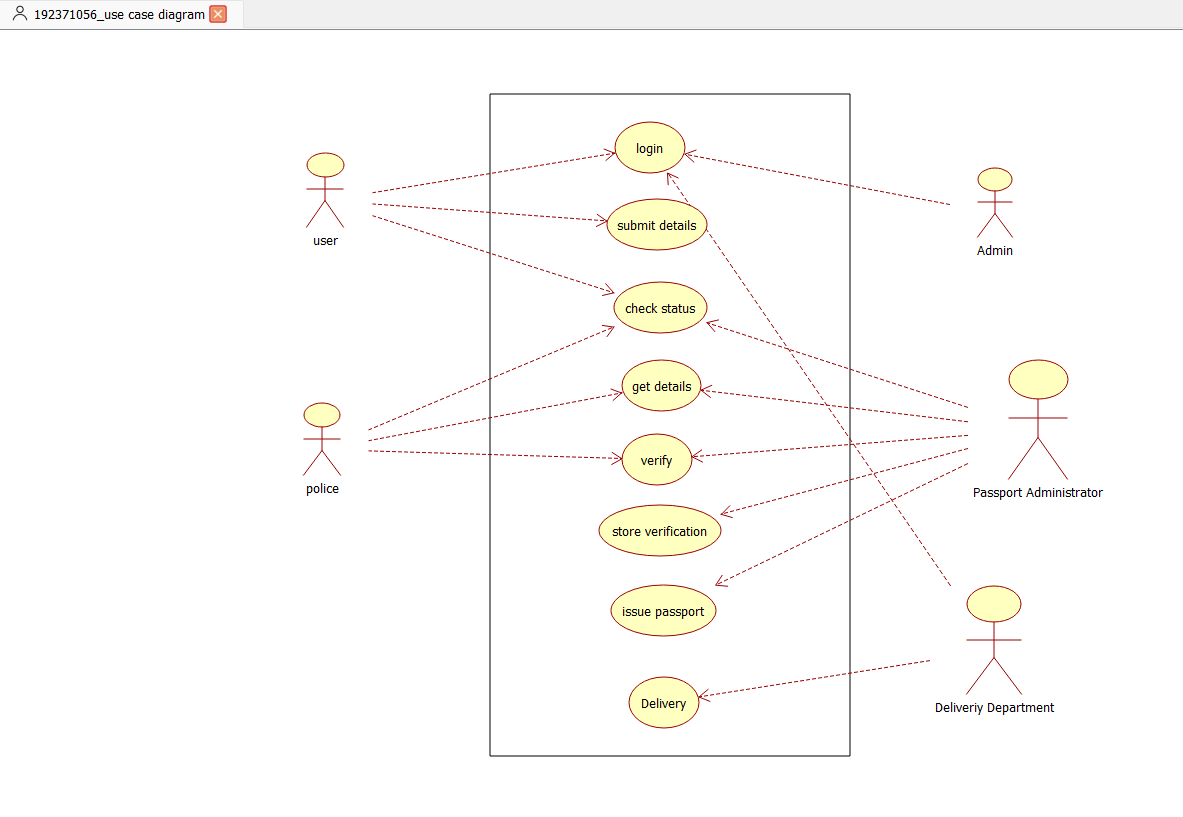 192371056_use case diagram
login
submit details
user
Admin
check status
get details
verify
police
Passport Administrator
store verification
issue passport
Delivery
Deliveriy Department